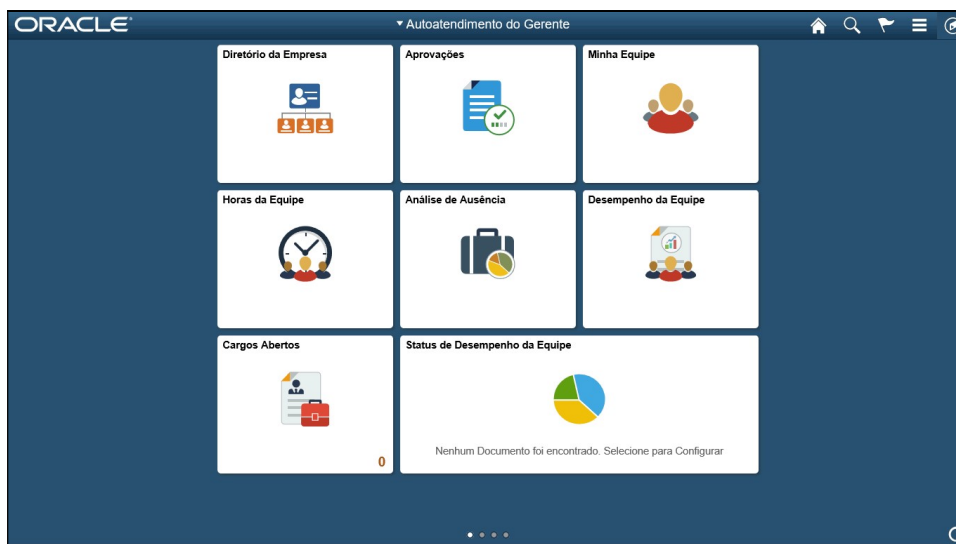 ORACLE
Autoatendimento do Gerente
Diretório da Empresa
Aprovações
Minha Equipe
Horas da Equipe
Análise de Ausência
Desempenho da Equipe
Cargos Abertos
0
Status de Desempenho da Equipe
Nenhum Documento foi encontrado. Selecione para Configurar